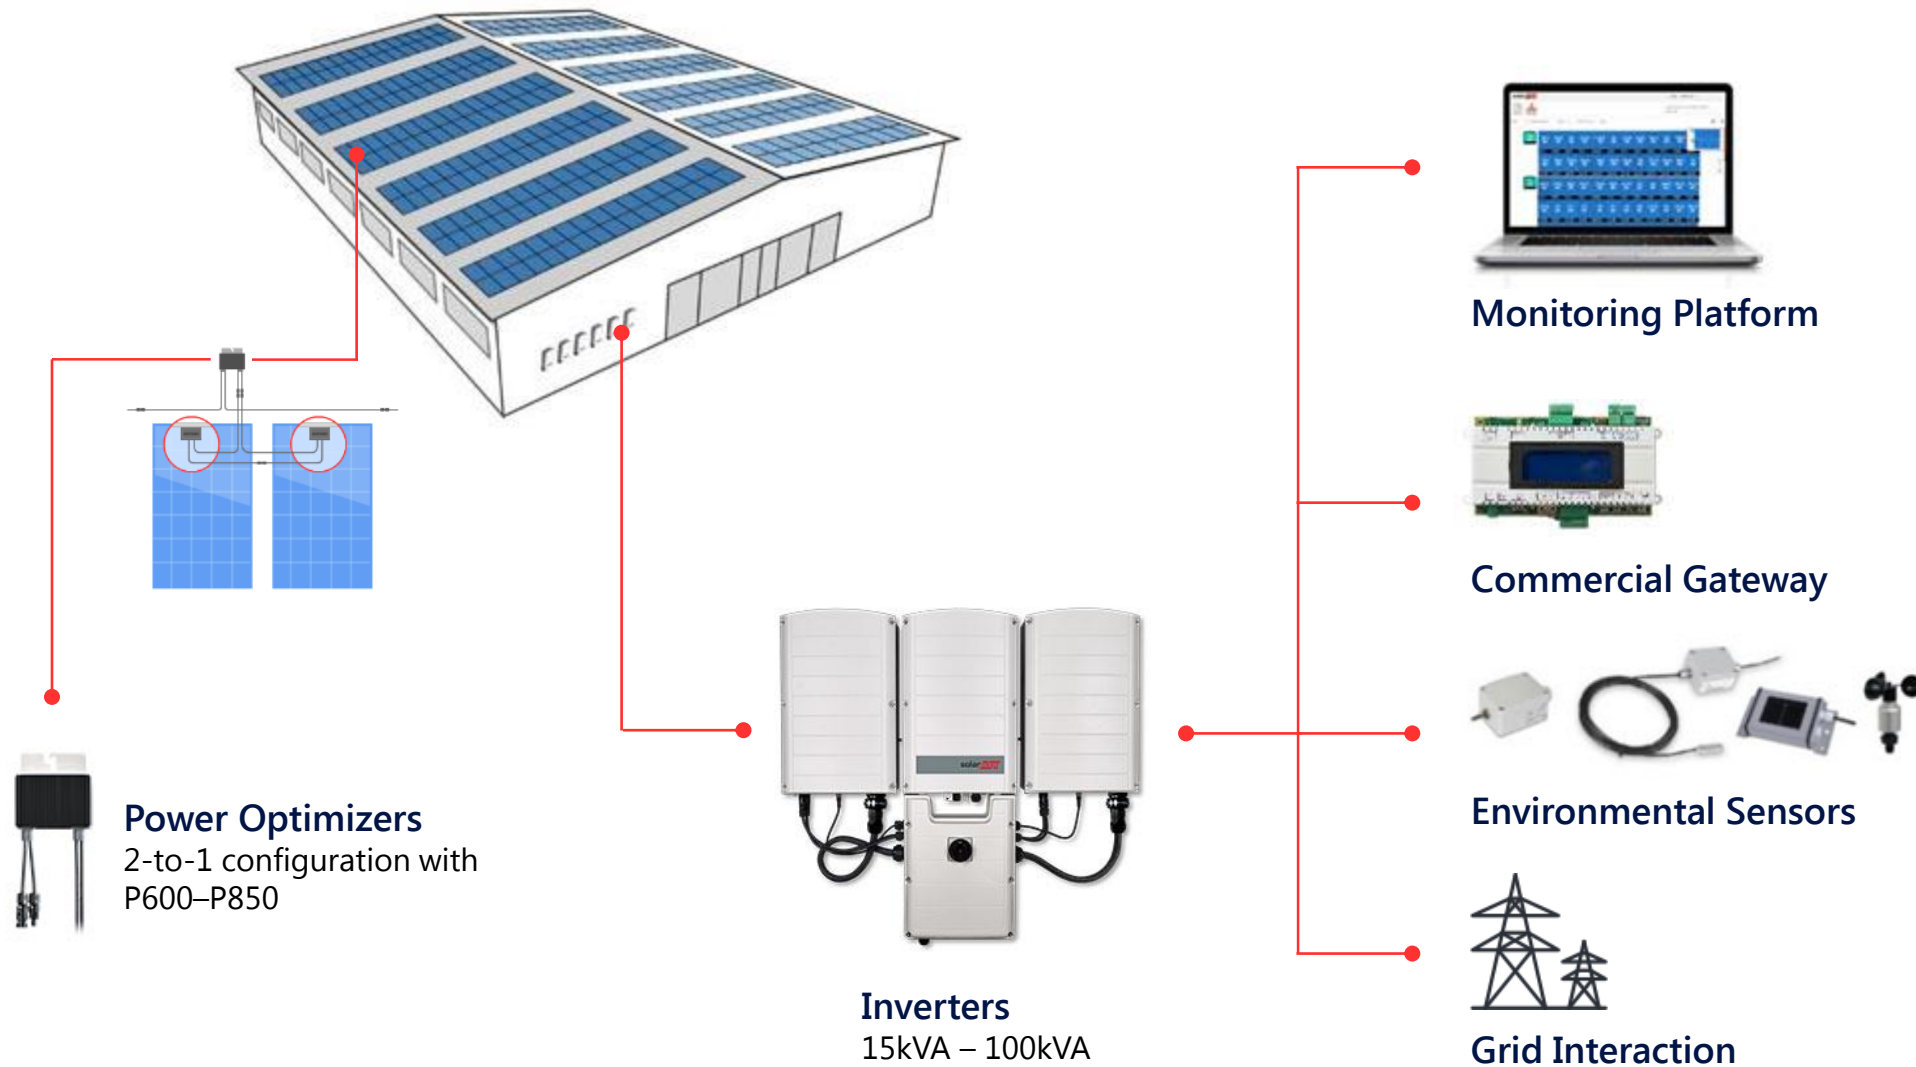 Monitoring Platform
Commercial Gateway
Power Optimizers
2-to-1 configuration with
P600–P850
solaredge
Environmental Sensors
Inverters
15kVA – 100kVA
Grid Interaction